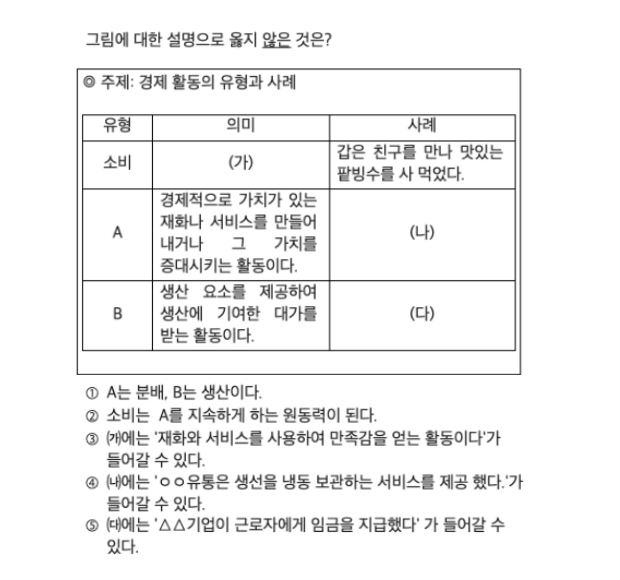 그림에 대한 설명으로 옳지 않은 것은?
◎ 주제: 경제 활동의 유형과 사례
유형 의미 사례
소비 (가) 갑은 친구를 만나 맛있는
팥빙수를 사 먹었다.
A 경제적으로 가치가 있는
재화나 서비스를 만들어
내거나 그 가치를
증대시키는 활동이다. (나)
B 생산 요소를 제공하여
생산에 기여한 대가를
받는 활동이다. (다)
① A는 분배, B는 생산이다.
② 소비는 A를 지속하게 하는 원동력이 된다.
③ ㈎에는 '재화와 서비스를 사용하여 만족감을 얻는 활동이다'가
들어갈 수 있다.
④ ㈏에는 'ㅇㅇ유통은 생선을 냉동 보관하는 서비스를 제공 했다.'가
들어갈 수 있다.
⑤ ㈐에는 '△△기업이 근로자에게 임금을 지급했다' 가 들어갈 수
있다.